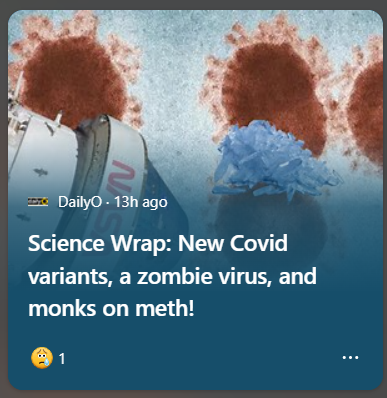 DailyO · 13h ago
Science Wrap: New Covid
variants, a zombie virus, and
monks on meth!
1